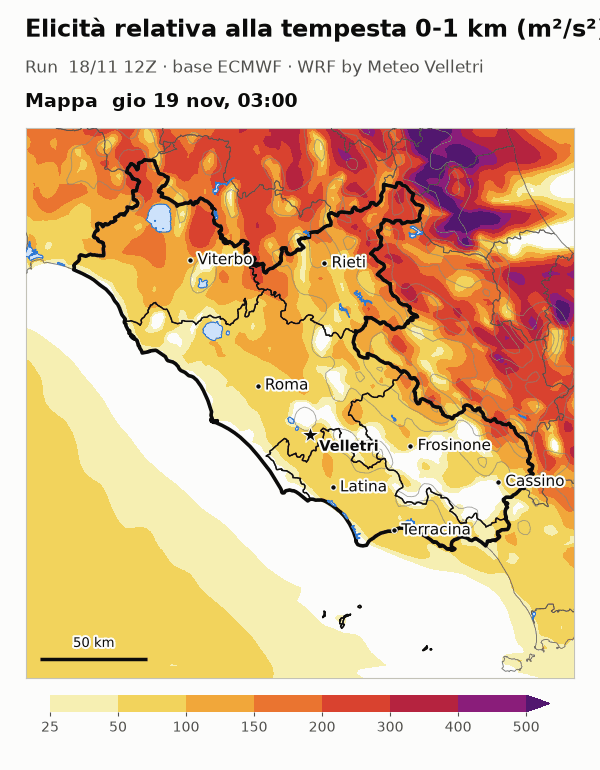 Elicità relativa alla tempesta 0-1 km (m²/s²)
Run  18/11 12Z · base ECMWF · WRF by Meteo Velletri
Mappa  gio 19 nov, 03:00
Viterbo
Rieti
Roma
Velletri
Frosinone
Latina
Cassino
Terracina
50 km
25 50 100 150 200 300 400 500